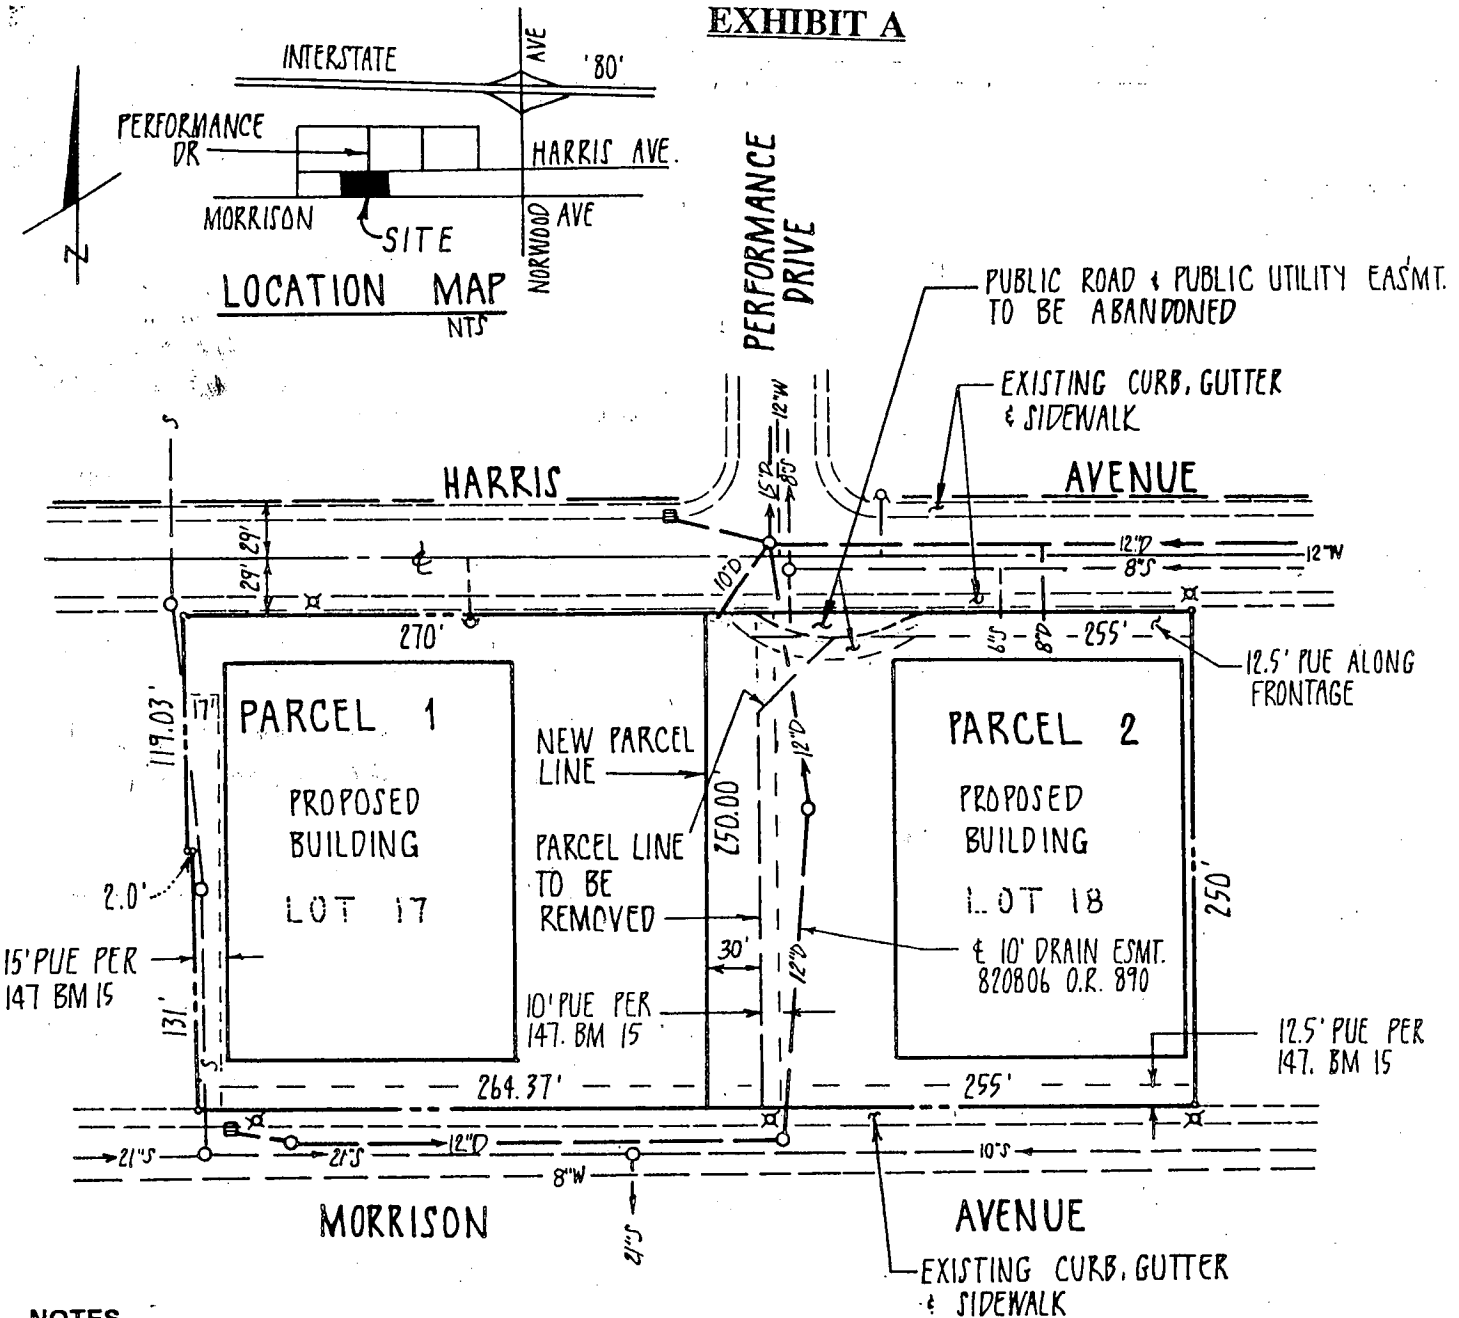 EXHIBIT A
INTERSTATE '80'
AVE
PERFORMANCE
DR
HARRIS AVE.
MORRISON
AVE
NORWOOD
SITE
Z
LOCATION MAP
NTS
PERFORMANCE
DRIVE
PUBLIC ROAD & PUBLIC UTILITY EAS'MT.
TO BE ABANDONED
EXISTING CURB, GUTTER
& SIDEWALK
S
HARRIS
AVENUE
12"W
15"D
8"S
29'
29'
℄
10"D
12"D
12"W
8"S
270'
6"S
8"D
255'
12.5' PUE ALONG
FRONTAGE
119.03'
17'
PARCEL 1
PROPOSED
BUILDING
LOT 17
NEW PARCEL
LINE
PARCEL LINE
TO BE
REMOVED
250.00
12"D
PARCEL 2
PROPOSED
BUILDING
LOT 18
250'
2.0'
15' PUE PER
147 BM 15
131'
S
30'
12"D
℄ 10' DRAIN ESMT.
820806 O.R. 890
10' PUE PER
147. BM 15
12.5' PUE PER
147. BM 15
264.37'
255'
21"S
21"S
12"D
10"S
8"W
21"S
MORRISON
AVENUE
EXISTING CURB, GUTTER
& SIDEWALK
NOTES